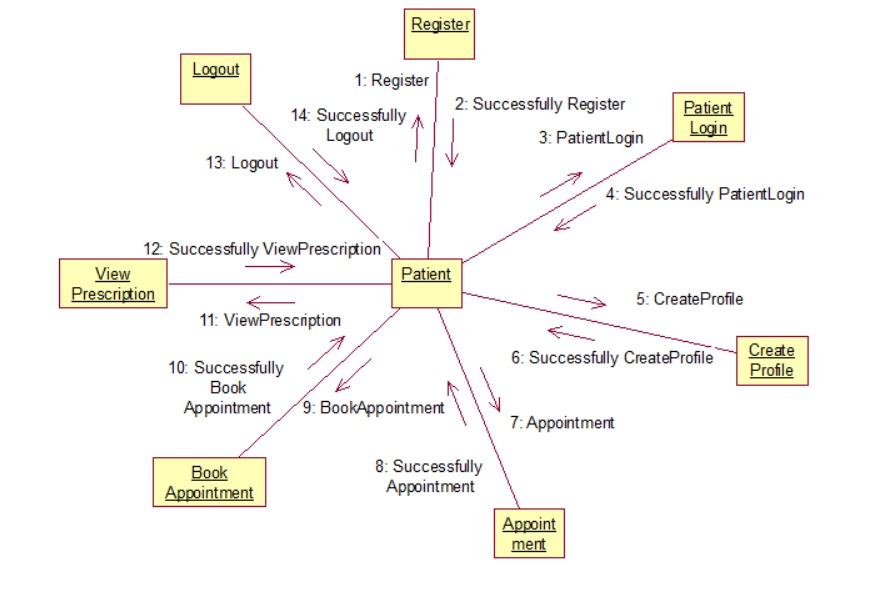 Register
Logout
1: Register
2: Successfully Register
Patient
Login
14: Successfully
Logout
3: PatientLogin
13: Logout
4: Successfully PatientLogin
12: Successfully ViewPrescription
View
Prescription
Patient
5: CreateProfile
11: ViewPrescription
6: Successfully CreateProfile
Create
Profile
10: Successfully
Book
Appointment
9: BookAppointment
7: Appointment
8: Successfully
Appointment
Book
Appointment
Appoint
ment